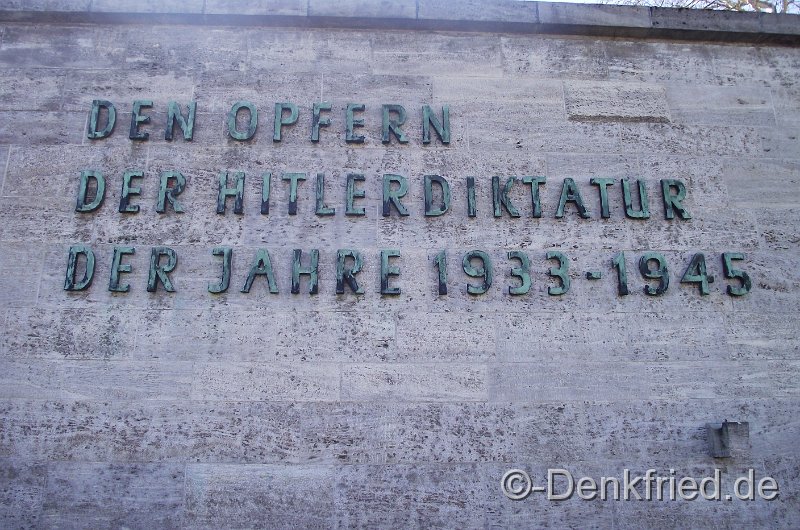 DEN OPFERN
DER HITLERDIKTATUR
DER JAHRE 1933-1945
©-Denkfried.de